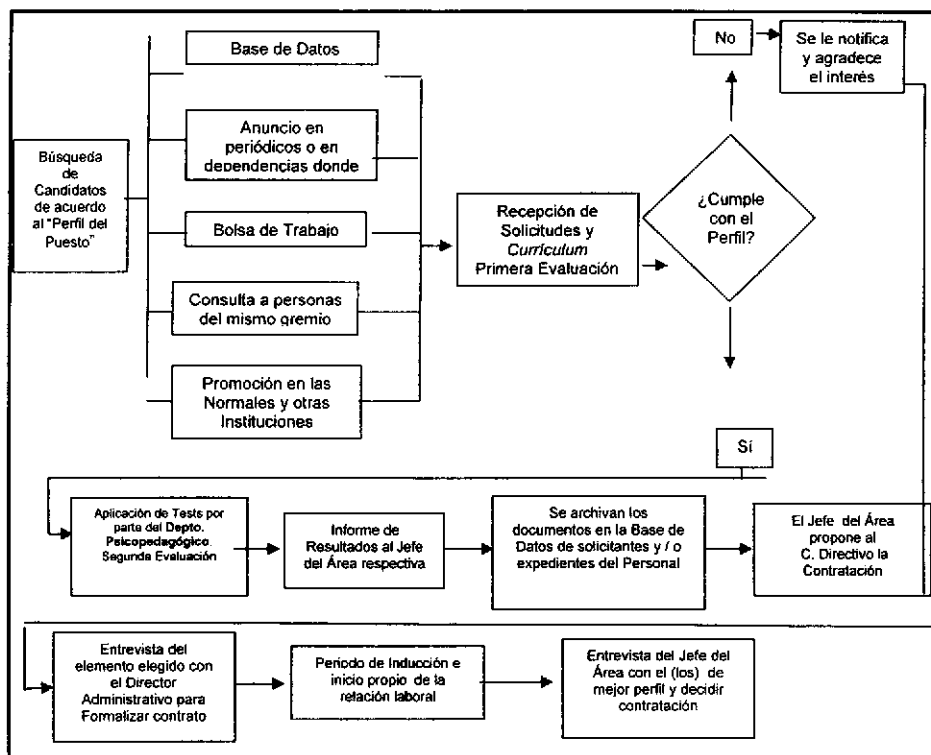 Base de Datos
Anuncio en
periódicos o en
dependencias donde
Búsqueda
de
Candidatos
de acuerdo
al "Perfil del
Puesto"
Bolsa de Trabajo
Consulta a personas
del mismo gremio
Promoción en las
Normales y otras
Instituciones
Recepción de
Solicitudes y
Currículum
Primera Evaluación
¿Cumple
con el
Perfil?
No
Se le notifica
y agradece
el interés
Sí
Aplicación de Tests por
parte del Depto.
Psicopedagógico.
Segunda Evaluación
Informe de
Resultados al Jefe
del Área respectiva
Se archivan los
documentos en la Base de
Datos de solicitantes y / o
expedientes del Personal
El Jefe del Área
propone al
C. Directivo la
Contratación
Entrevista del
elemento elegido con
el Director
Administrativo para
Formalizar contrato
Período de Inducción e
inicio propio de la
relación laboral
Entrevista del Jefe del
Área con el (los) de
mejor perfil y decidir
contratación